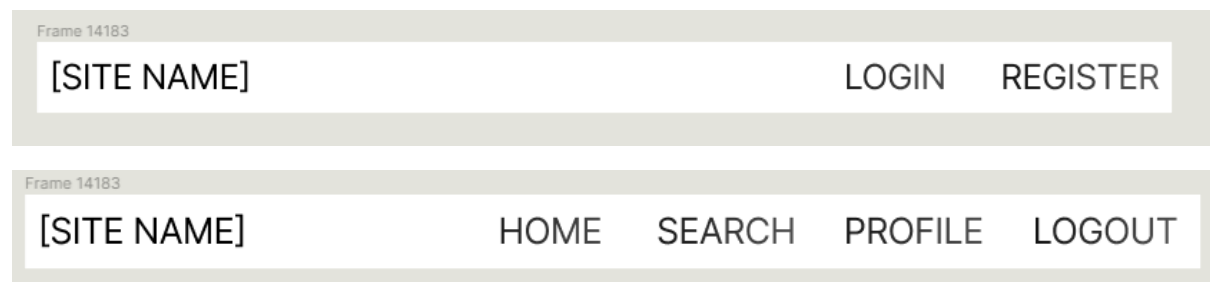 Frame 14183
[SITE NAME] LOGIN REGISTER
Frame 14183
[SITE NAME] HOME SEARCH PROFILE LOGOUT